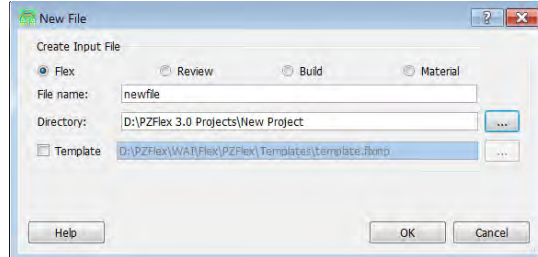 New File
Create Input File
Flex Review Build Material
File name: newfile
Directory: D:\PZFlex 3.0 Projects\New Project ...
Template D:\PZFlex\WAI\Flex\PZFlex\Templates\template.flxinp ...
Help OK Cancel